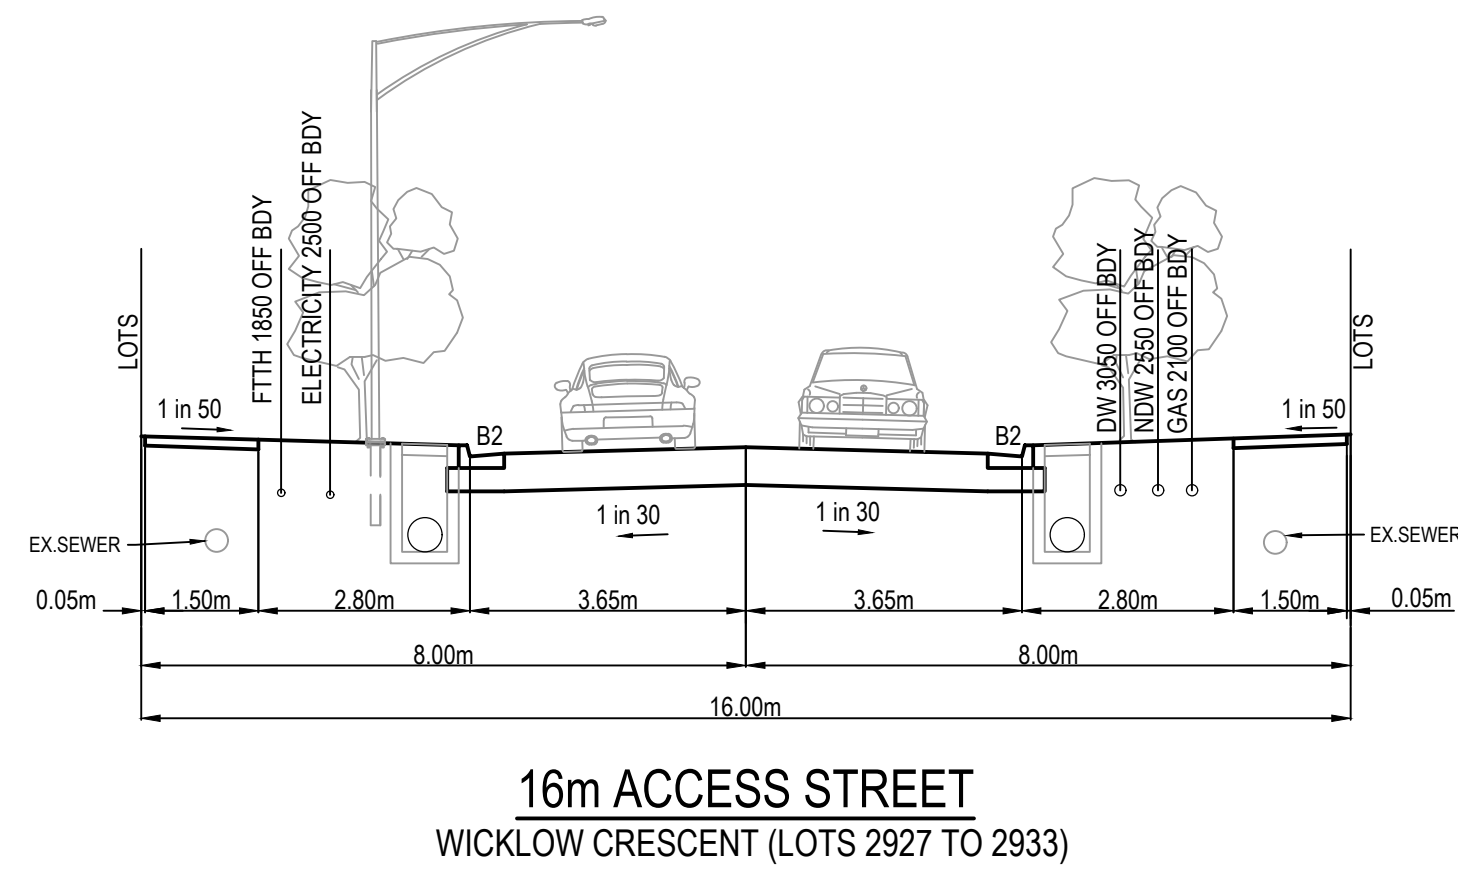 LOTS
FTTH 1850 OFF BDY
ELECTRICITY 2500 OFF BDY
DW 3050 OFF BDY
NDW 2550 OFF BDY
GAS 2100 OFF BDY
LOTS
1 in 50
B2
B2
1 in 50
1 in 30
1 in 30
EX.SEWER
EX.SEWER
0.05m
1.50m
2.80m
3.65m
3.65m
2.80m
1.50m
0.05m
8.00m
8.00m
16.00m
16m ACCESS STREET
WICKLOW CRESCENT (LOTS 2927 TO 2933)